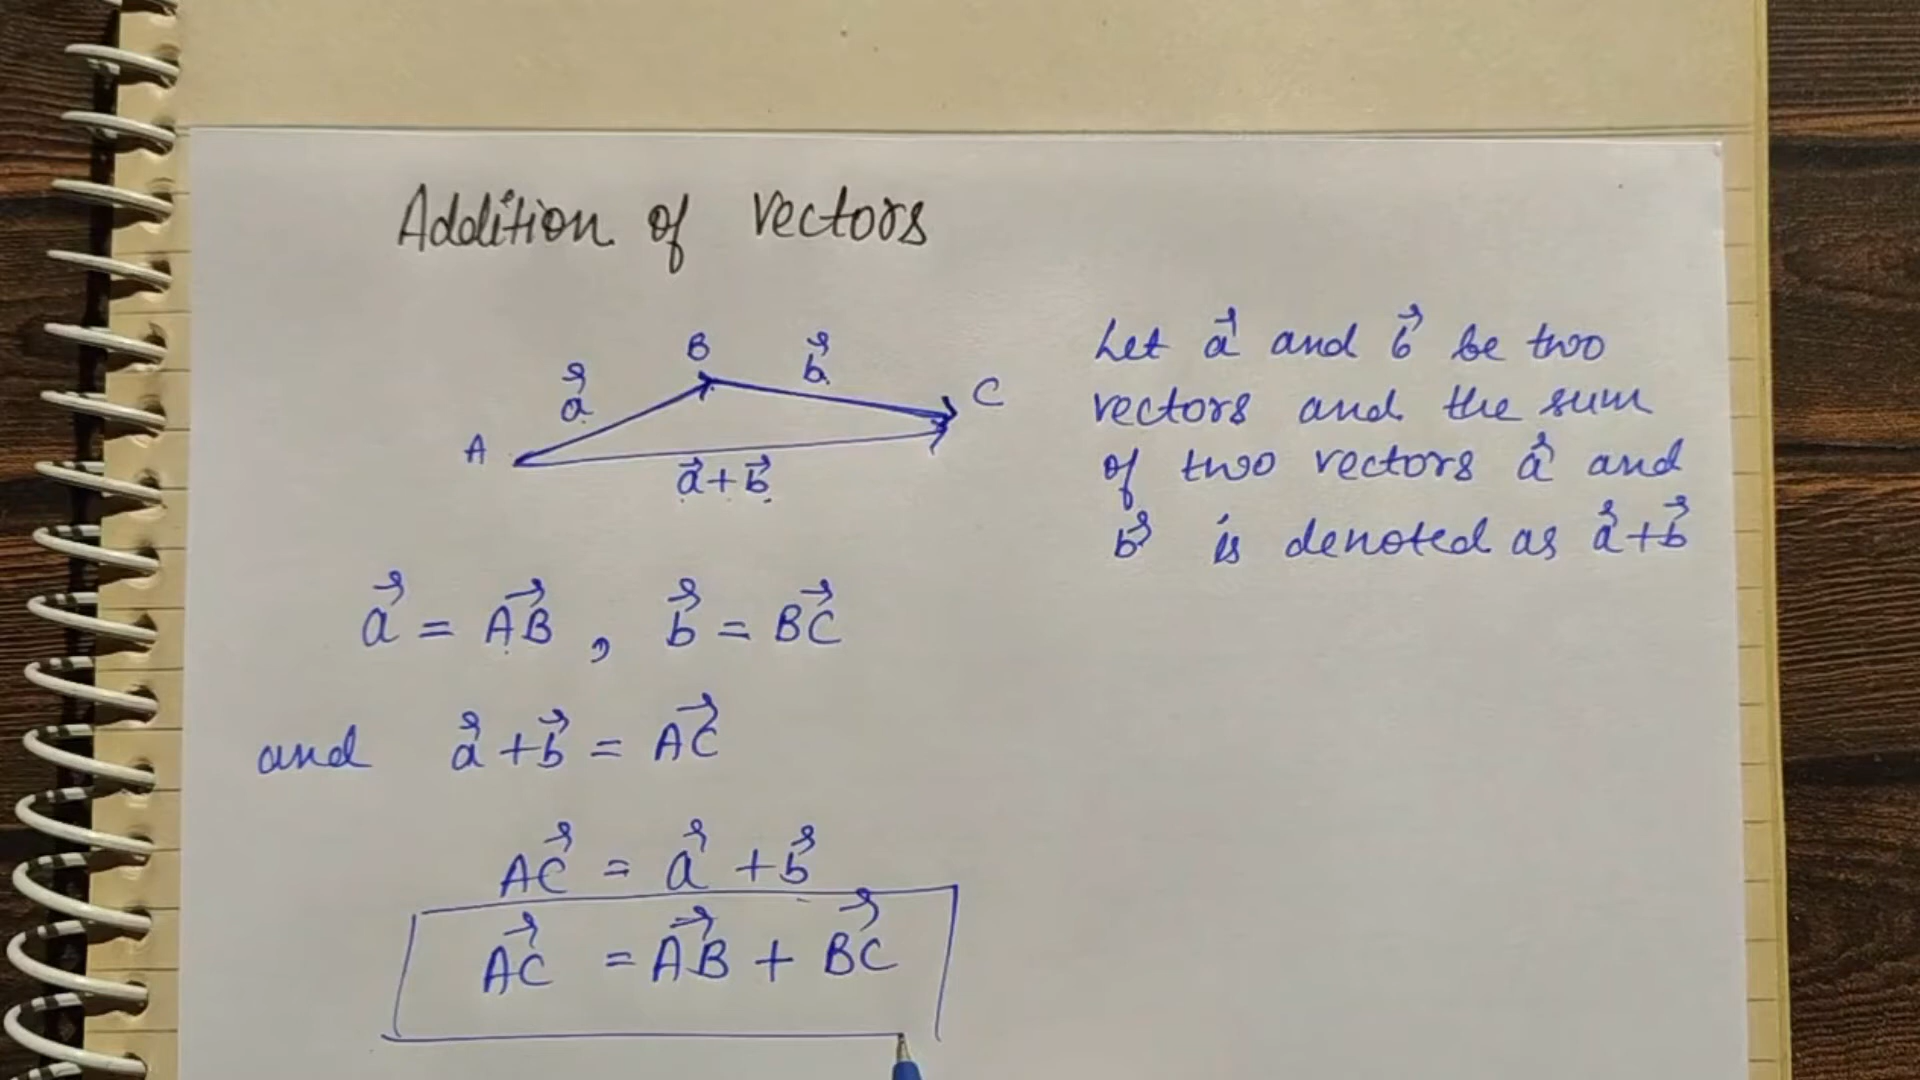 Addition of vectors
B
b⃗
a⃗
C
A
a⃗+b⃗
Let a⃗ and b⃗ be two
vectors and the sum
of two vectors a⃗ and
b⃗ is denoted as a⃗+b⃗
a⃗ = AB⃗ , b⃗ = BC⃗
and a⃗+b⃗ = AC⃗
AC⃗ = a⃗ + b⃗
AC⃗ = AB⃗ + BC⃗